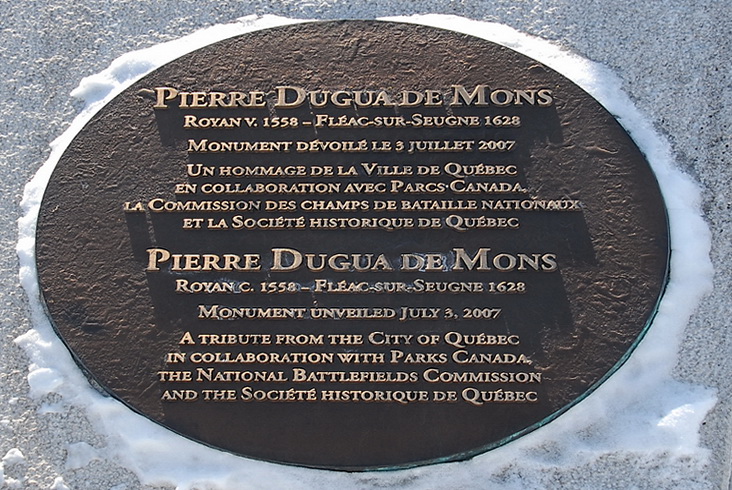 PIERRE DUGUA DE MONS
ROYAN V. 1558 – FLÉAC-SUR-SEUGNE 1628
MONUMENT DÉVOILÉ LE 3 JUILLET 2007
UN HOMMAGE DE LA VILLE DE QUÉBEC
EN COLLABORATION AVEC PARCS CANADA,
LA COMMISSION DES CHAMPS DE BATAILLE NATIONAUX
ET LA SOCIÉTÉ HISTORIQUE DE QUÉBEC
PIERRE DUGUA DE MONS
ROYAN C. 1558 – FLÉAC-SUR-SEUGNE 1628
MONUMENT UNVEILED JULY 3, 2007
A TRIBUTE FROM THE CITY OF QUÉBEC
IN COLLABORATION WITH PARKS CANADA,
THE NATIONAL BATTLEFIELDS COMMISSION
AND THE SOCIÉTÉ HISTORIQUE DE QUÉBEC